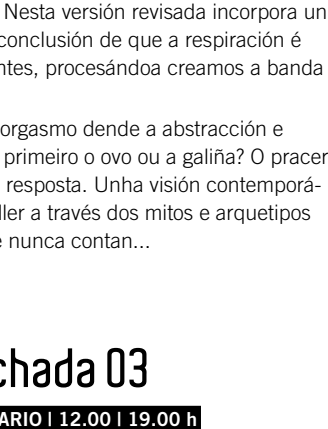 Nesta versión revisada incorpora un
conclusión de que a respiración é
ntes, procesándoa creamos a banda
orgasmo dende a abstracción e
primeiro o ovo ou a galiña? O pracer
resposta. Unha visión contemporá-
ller a través dos mitos e arquetipos
e nunca contan...
chada 03
ARIO | 12.00 | 19.00 h